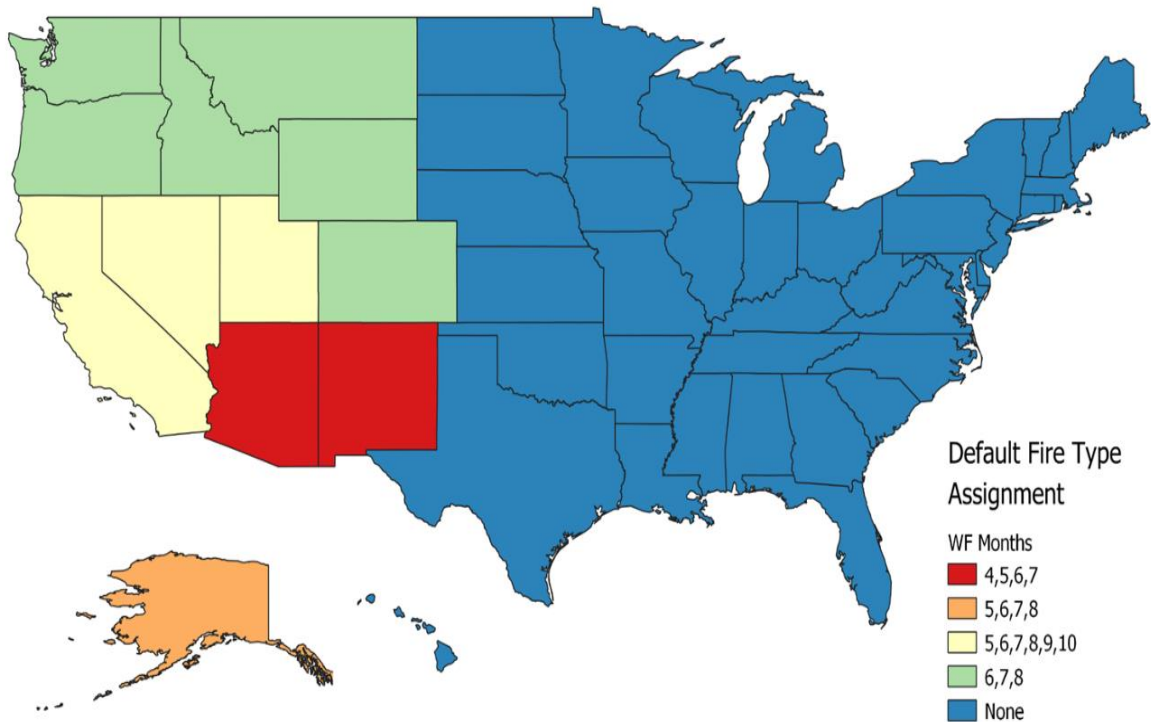 Default Fire Type
Assignment
WF Months
4,5,6,7
5,6,7,8
5,6,7,8,9,10
6,7,8
None